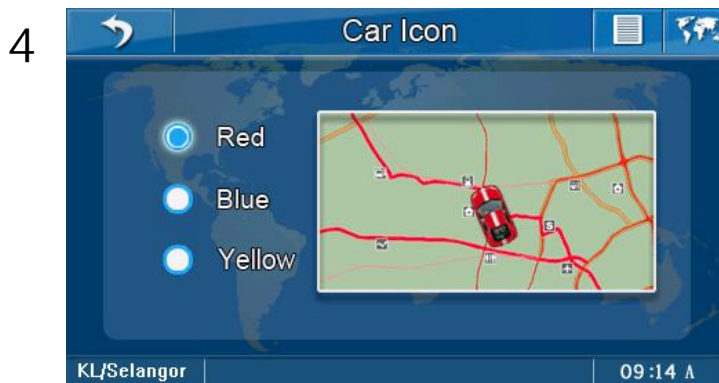 4
Car Icon
Red
Blue
Yellow
S
KL/Selangor
09:14 A